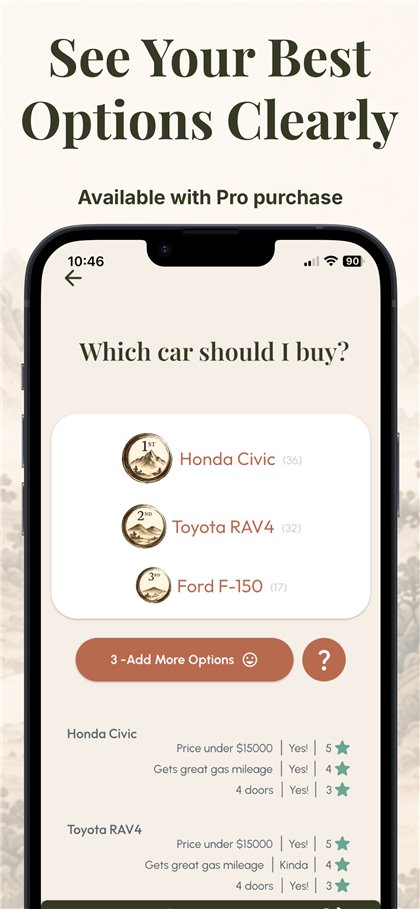 See Your Best
Options Clearly
Available with Pro purchase
10:46
90
Which car should I buy?
1ST
Honda Civic (36)
2ND
Toyota RAV4 (32)
3RD
Ford F-150 (17)
3 -Add More Options
?
Honda Civic
Price under $15000 | Yes! | 5
Gets great gas mileage | Yes! | 4
4 doors | Yes! | 3
Toyota RAV4
Price under $15000 | Yes! | 5
Gets great gas mileage | Kinda | 4
4 doors | Yes! | 3